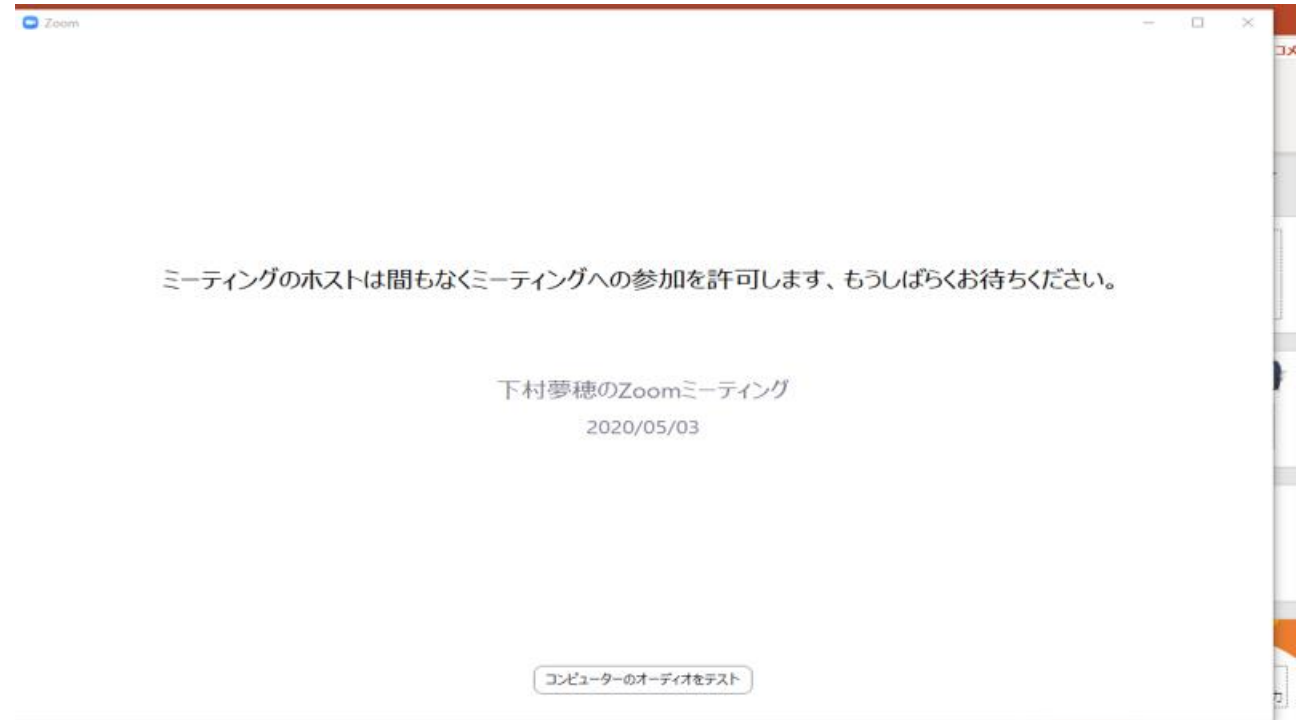 Zoom
コメ
ミーティングのホストは間もなくミーティングへの参加を許可します、もうしばらくお待ちください。
下村夢穂のZoomミーティング
2020/05/03
コンピューターのオーディオをテスト
カ